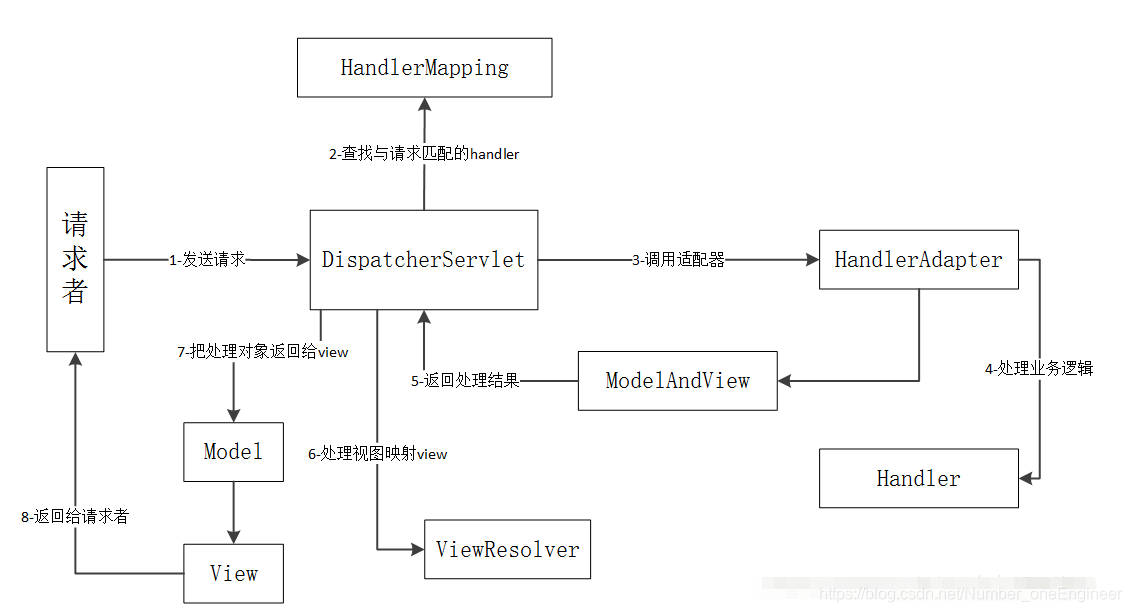 HandlerMapping
2-查找与请求匹配的handler
请
求
者
1-发送请求
DispatcherServlet
3-调用适配器
HandlerAdapter
7-把处理对象返回给view
5-返回处理结果
ModelAndView
4-处理业务逻辑
Model
6-处理视图映射view
Handler
8-返回给请求者
View
ViewResolver
https://blog.csdn.net/Number_oneEngineer